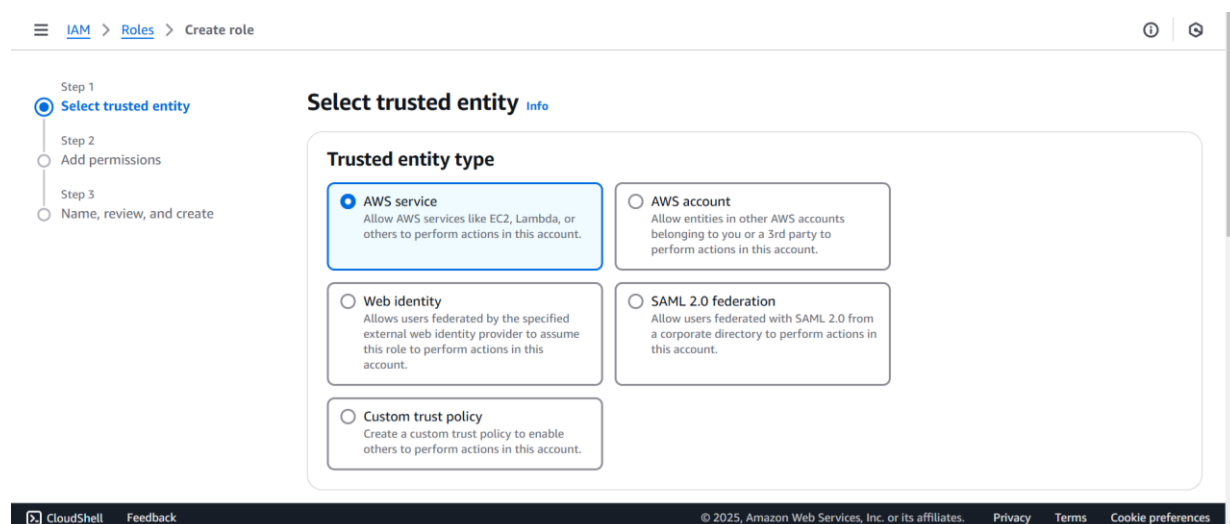 IAM > Roles > Create role
Step 1
Select trusted entity
Step 2
Add permissions
Step 3
Name, review, and create
Select trusted entity Info
Trusted entity type
AWS service
Allow AWS services like EC2, Lambda, or
others to perform actions in this account.
AWS account
Allow entities in other AWS accounts
belonging to you or a 3rd party to
perform actions in this account.
Web identity
Allows users federated by the specified
external web identity provider to assume
this role to perform actions in this
account.
SAML 2.0 federation
Allow users federated with SAML 2.0 from
a corporate directory to perform actions in
this account.
Custom trust policy
Create a custom trust policy to enable
others to perform actions in this account.
CloudShell Feedback © 2025, Amazon Web Services, Inc. or its affiliates. Privacy Terms Cookie preferences